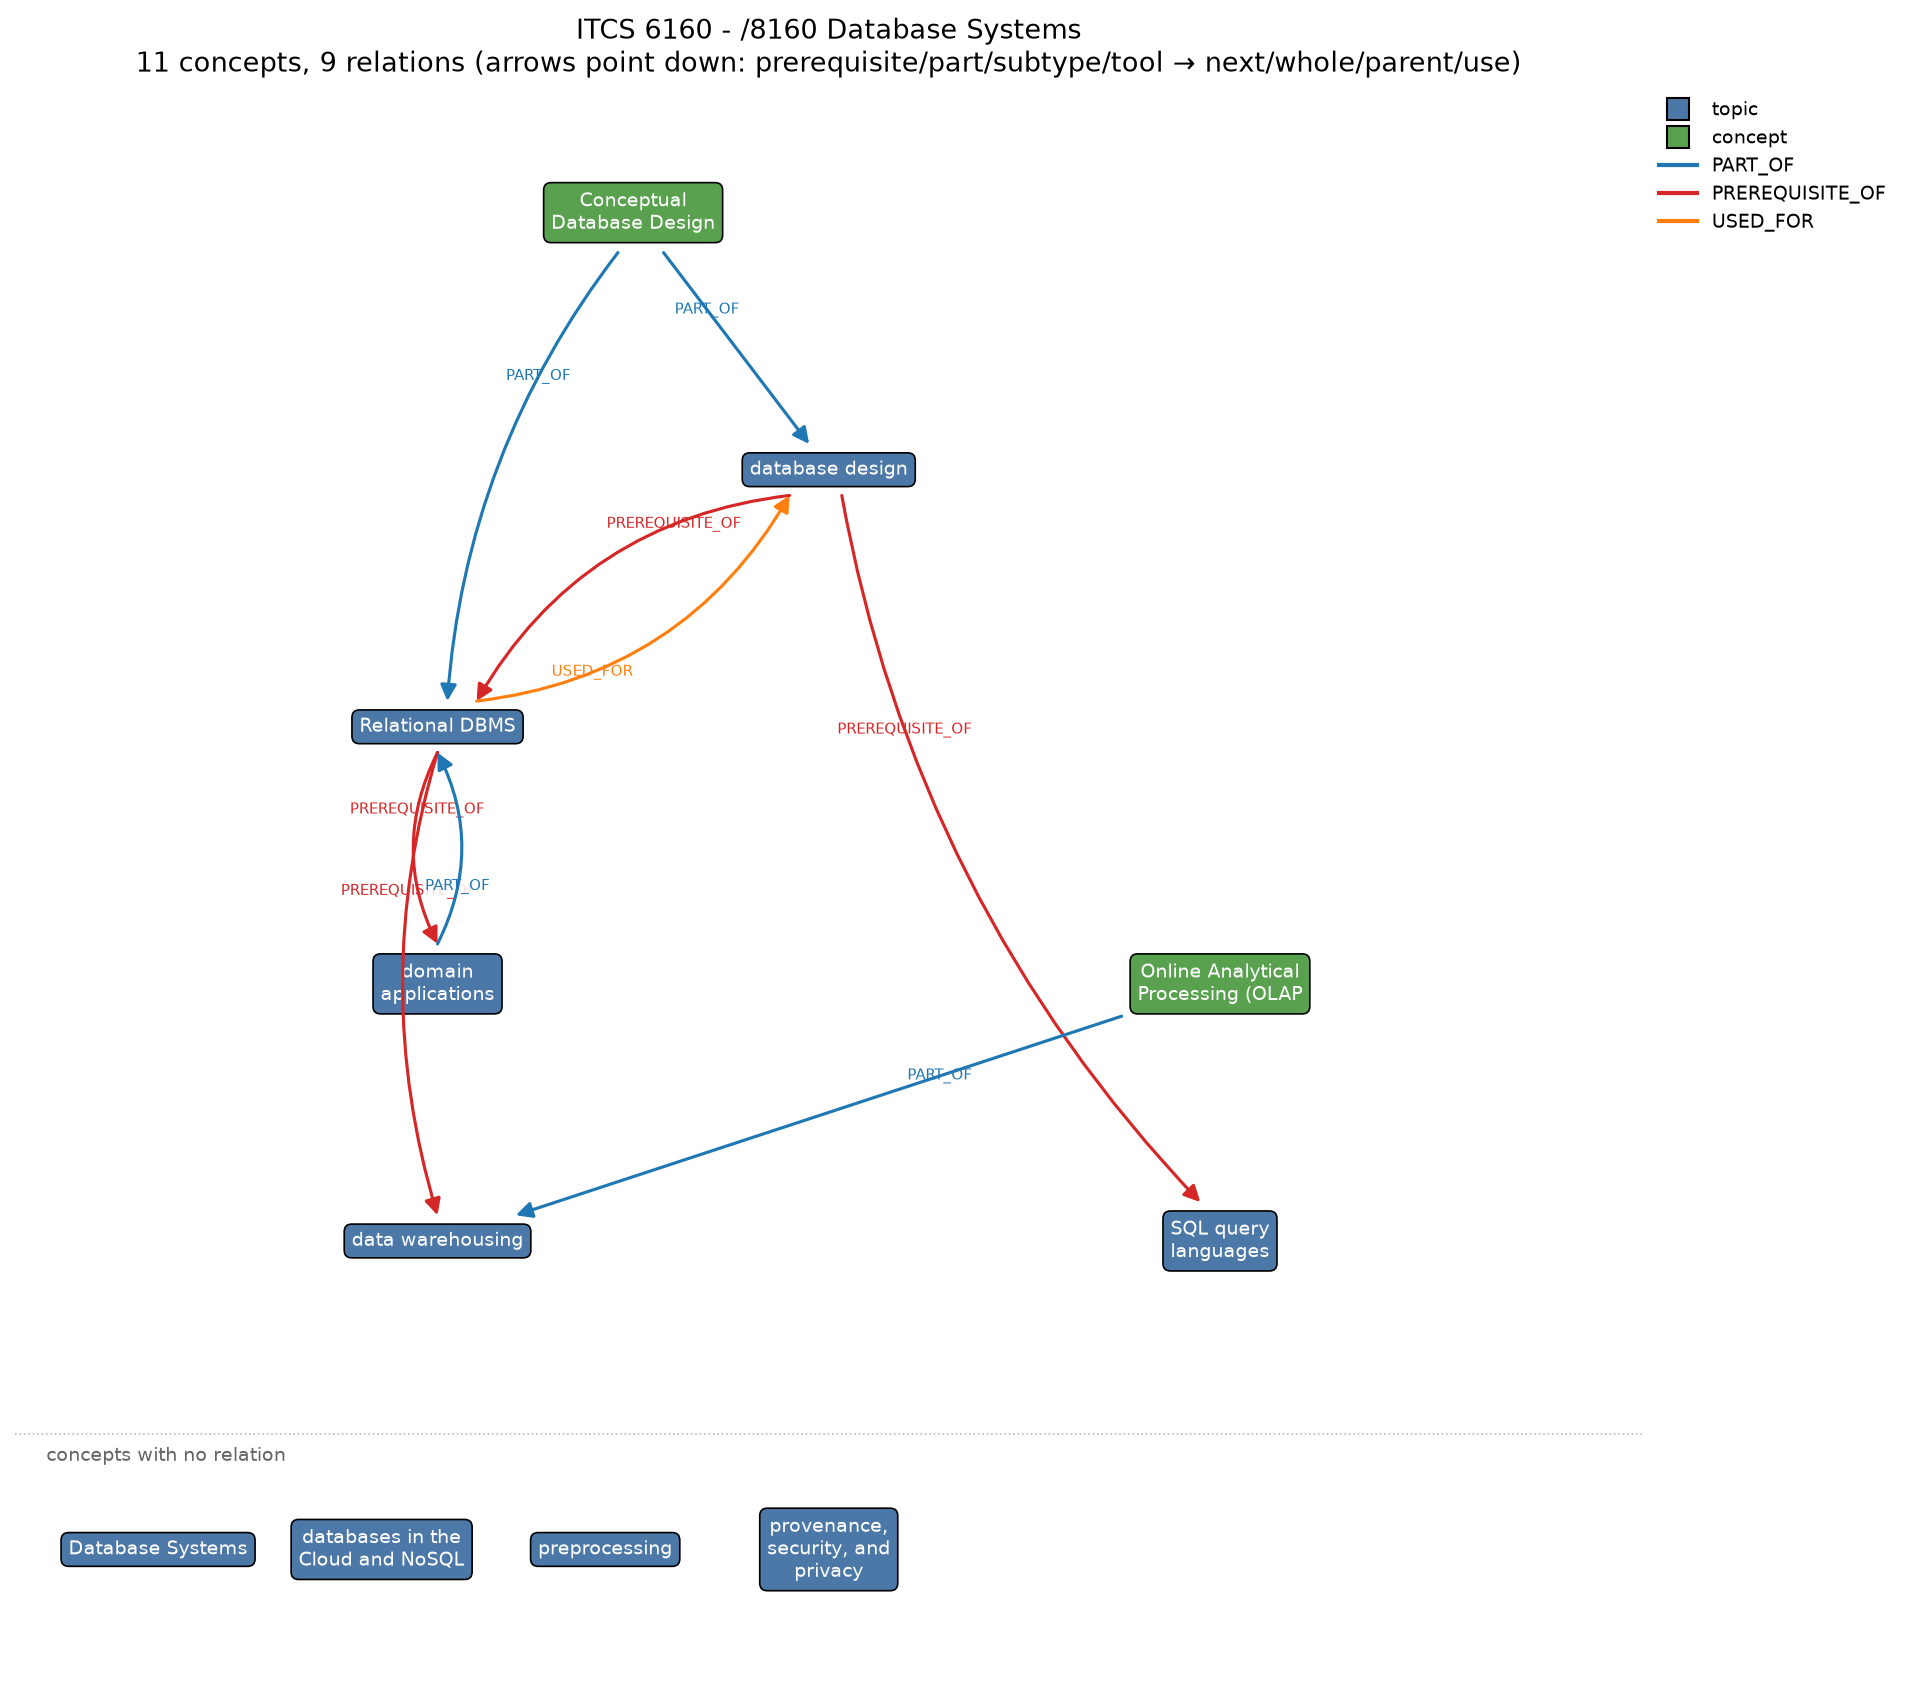 ITCS 6160 - /8160 Database Systems
11 concepts, 9 relations (arrows point down: prerequisite/part/subtype/tool → next/whole/parent/use)
topic
concept
PART_OF
PREREQUISITE_OF
USED_FOR
Conceptual
Database Design
PART_OF
PART_OF
database design
PREREQUISITE_OF
USED_FOR
Relational DBMS
PREREQUISITE_OF
PREREQUISITE_OF
PART_OF
PREREQUISITE_OF
domain
applications
Online Analytical
Processing (OLAP
PART_OF
data warehousing
SQL query
languages
concepts with no relation
Database Systems
databases in the
Cloud and NoSQL
preprocessing
provenance,
security, and
privacy